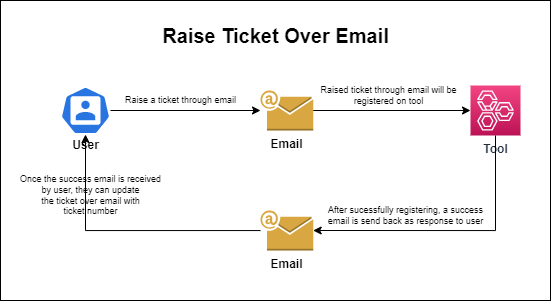 Raise Ticket Over Email
Raise a ticket through email
Raised ticket through email will be
registered on tool
User
Email
Tool
Once the success email is received
by user, they can update
the ticket over email with
ticket number
After sucessfully registering, a success
email is send back as response to user
Email